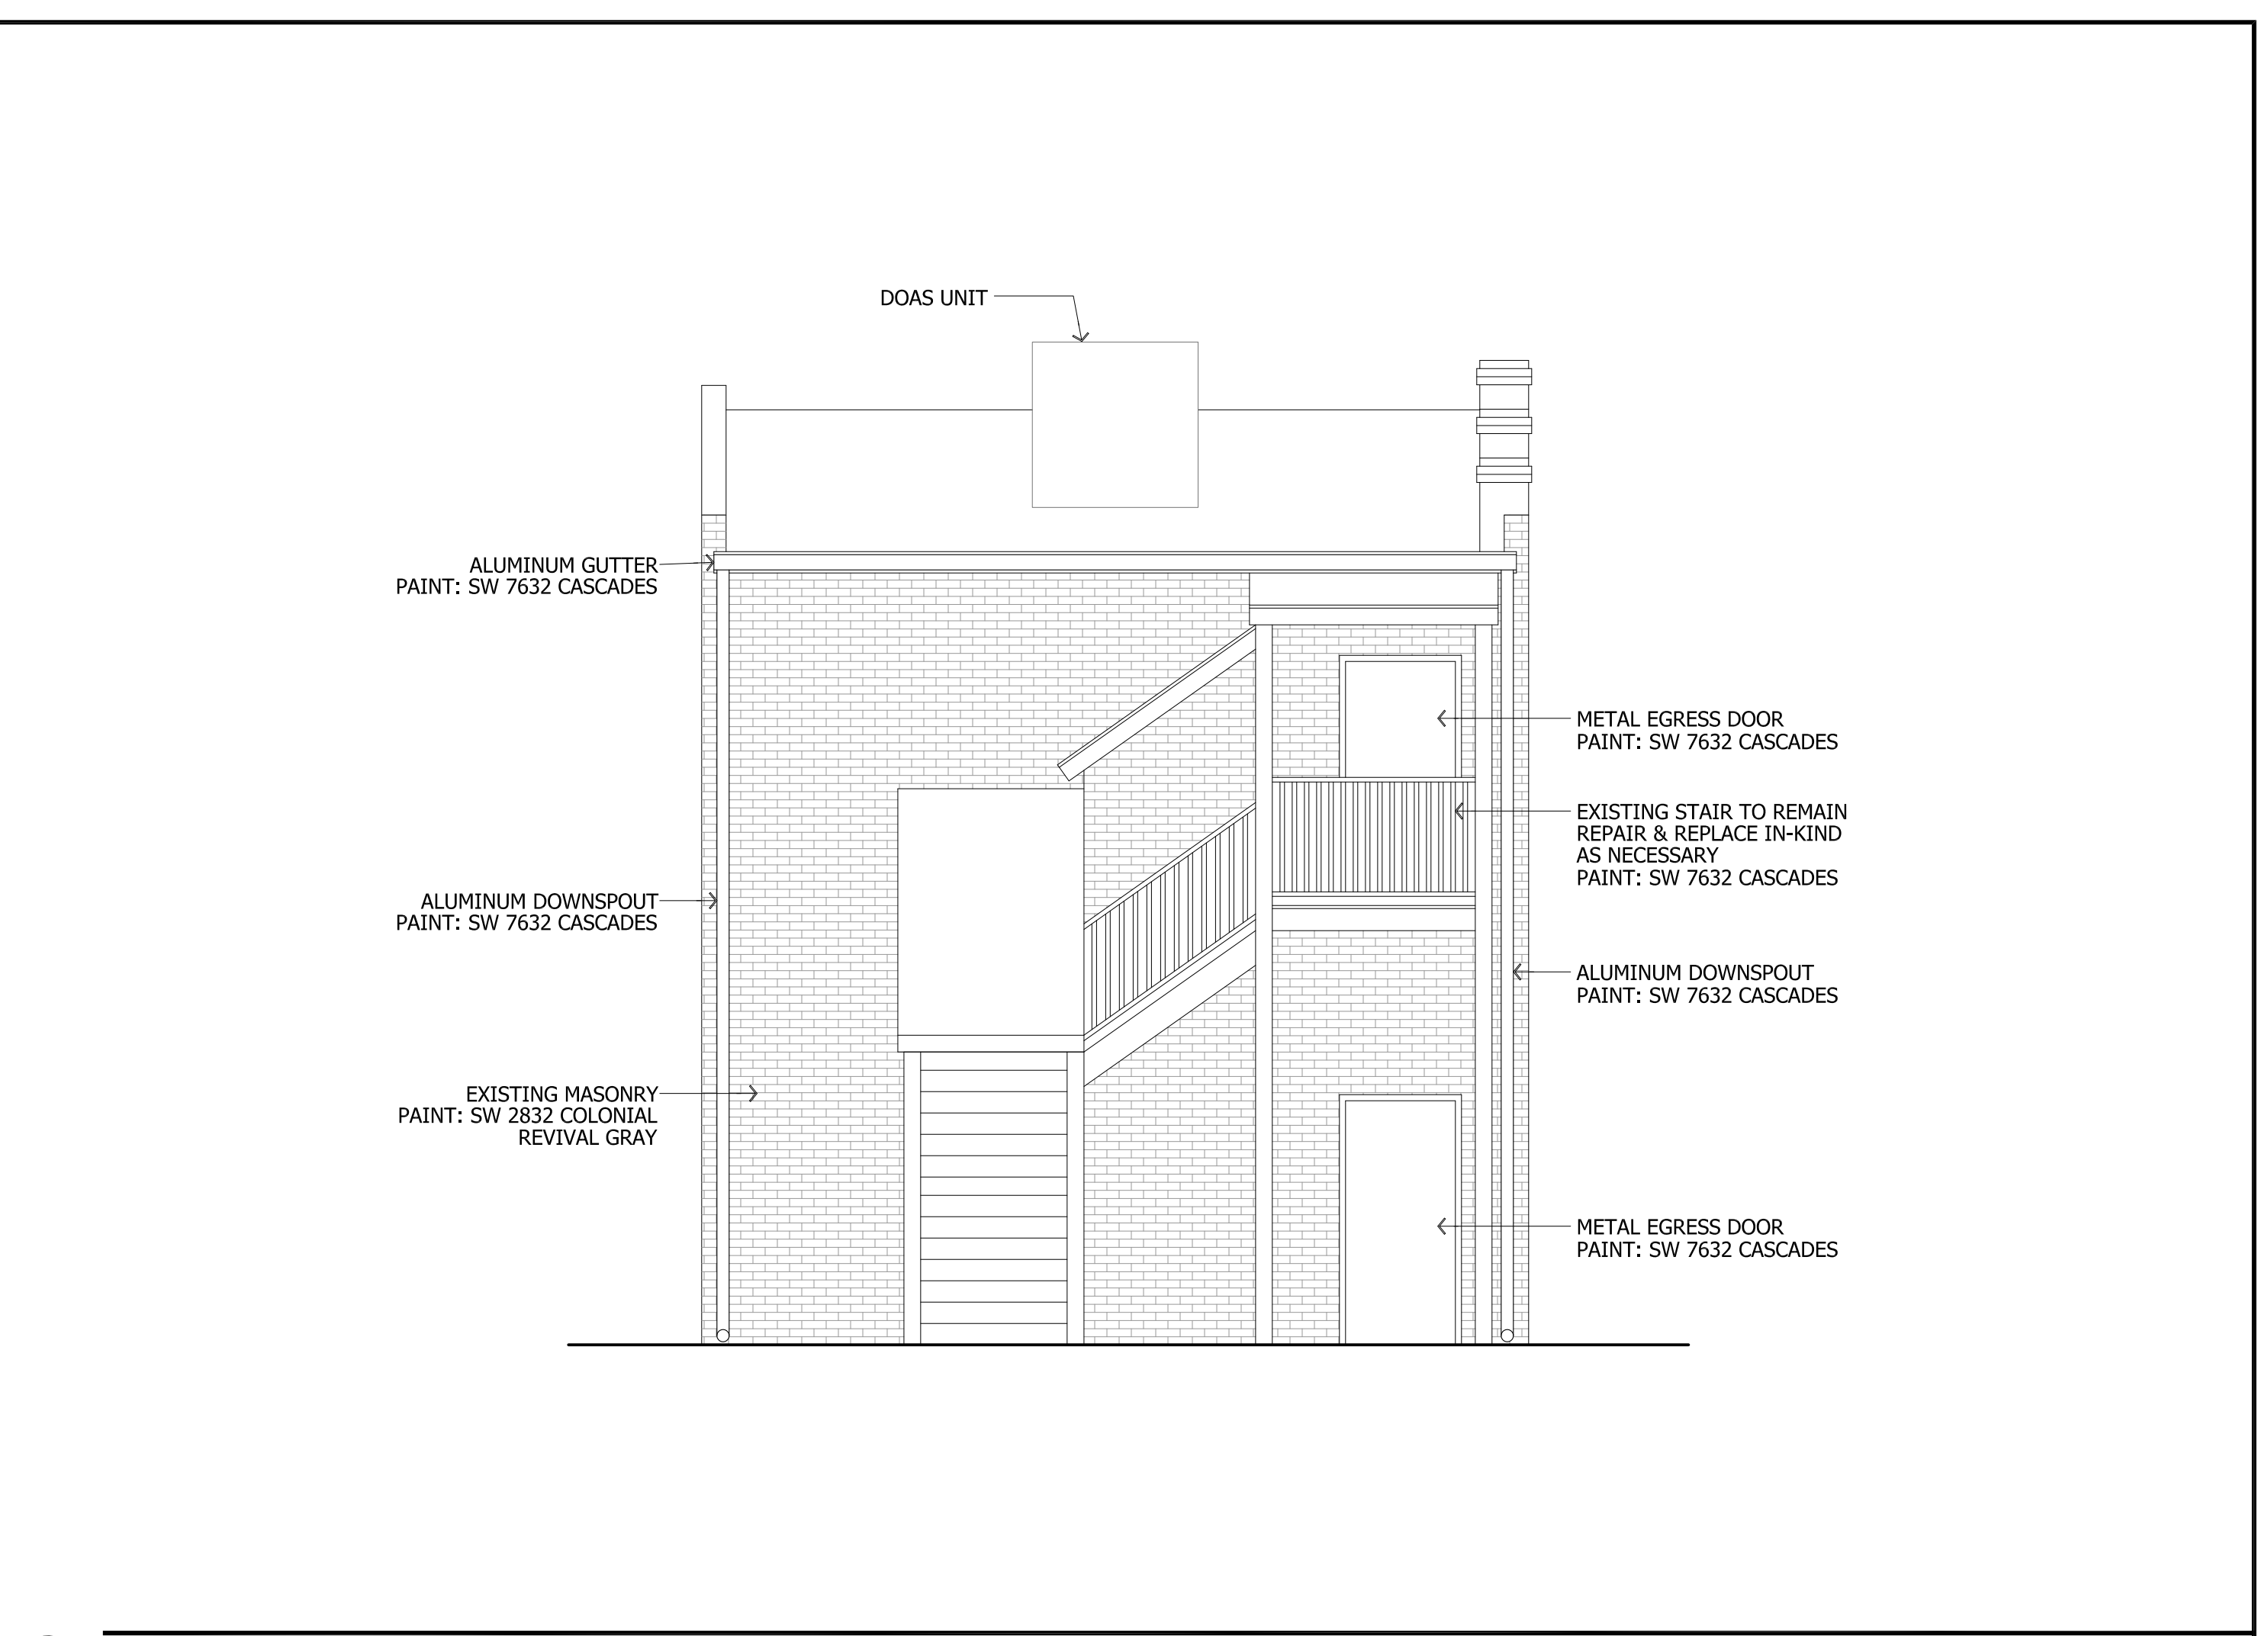 DOAS UNIT
ALUMINUM GUTTER
PAINT: SW 7632 CASCADES
METAL EGRESS DOOR
PAINT: SW 7632 CASCADES
EXISTING STAIR TO REMAIN
REPAIR & REPLACE IN-KIND
AS NECESSARY
PAINT: SW 7632 CASCADES
ALUMINUM DOWNSPOUT
PAINT: SW 7632 CASCADES
ALUMINUM DOWNSPOUT
PAINT: SW 7632 CASCADES
EXISTING MASONRY
PAINT: SW 2832 COLONIAL
REVIVAL GRAY
METAL EGRESS DOOR
PAINT: SW 7632 CASCADES